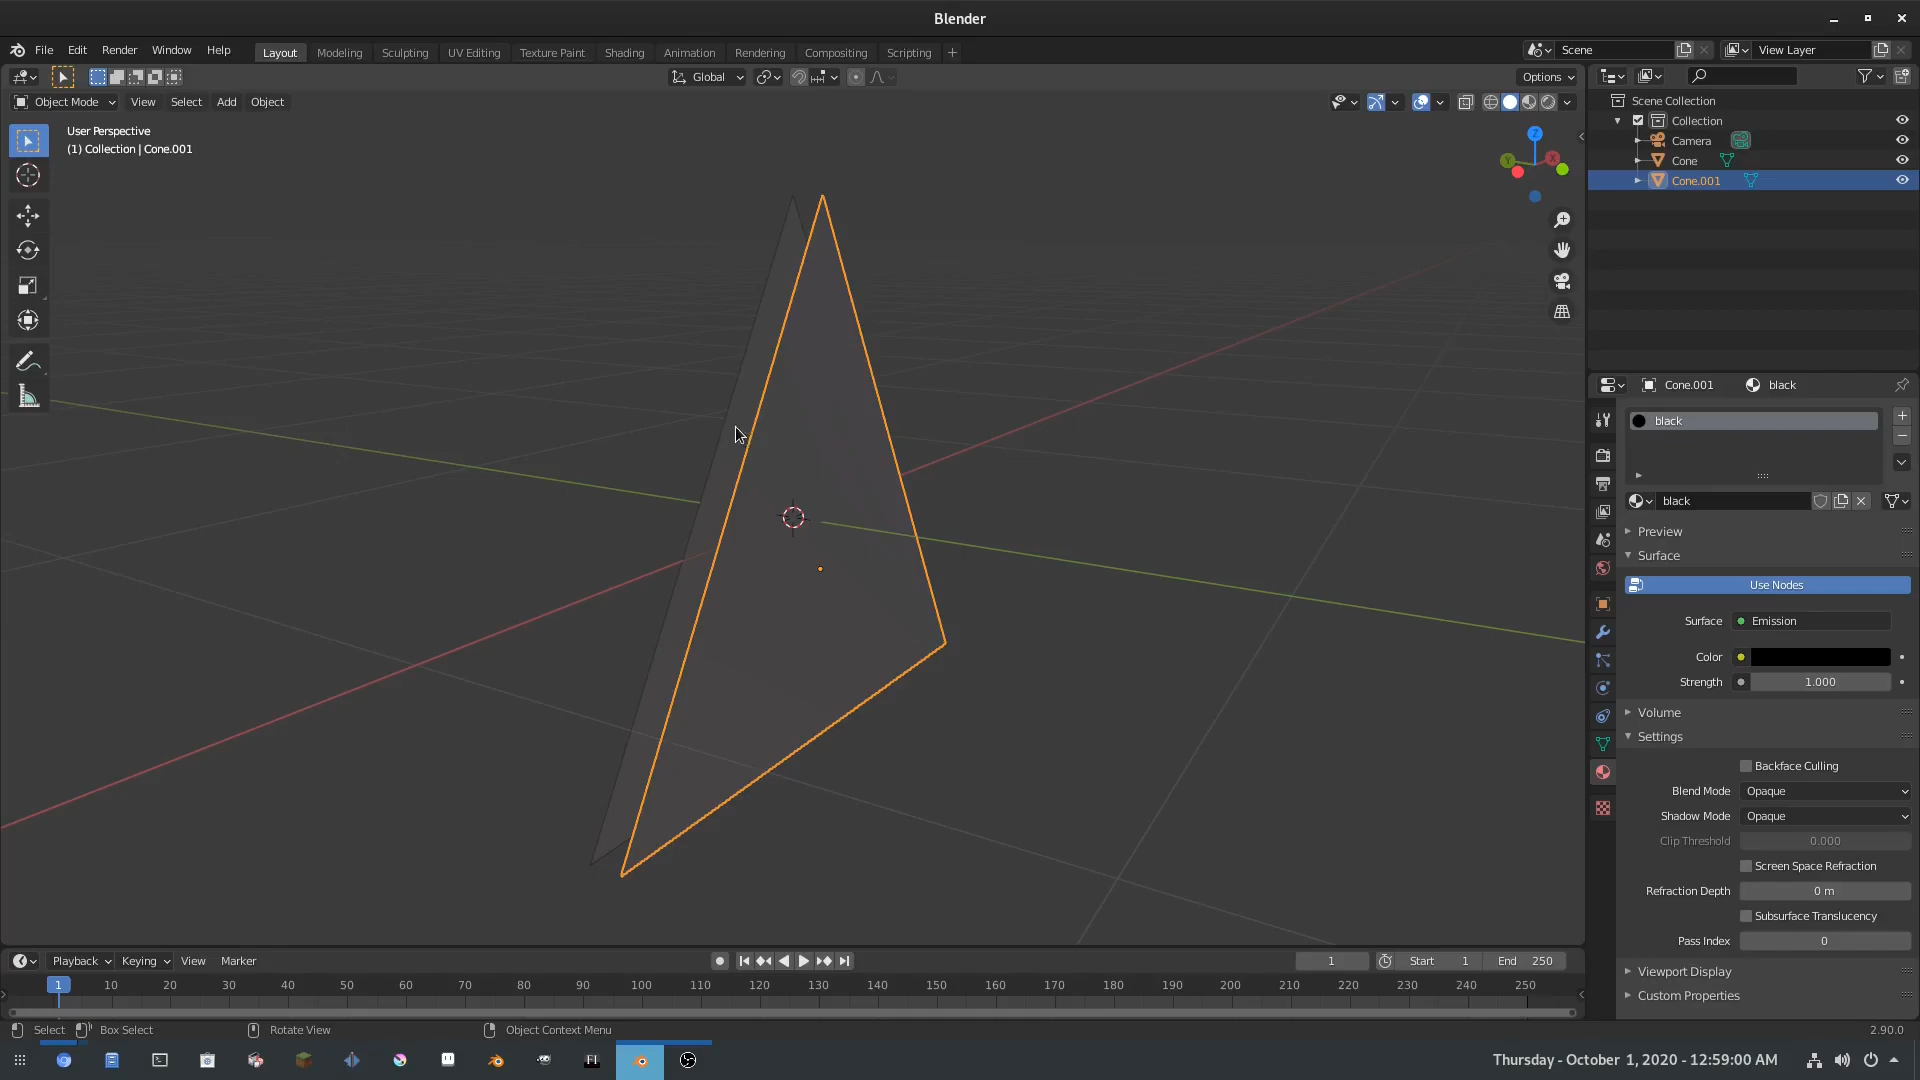 Blender
File Edit Render Window Help
Layout Modeling Sculpting UV Editing Texture Paint Shading Animation Rendering Compositing Scripting +
Scene
View Layer
Global
Options
Object Mode View Select Add Object
User Perspective
(1) Collection | Cone.001
Z
Y
X
Scene Collection
Collection
Camera
Cone
Cone.001
Cone.001 black
black
black
Preview
Surface
Use Nodes
Surface Emission
Color
Strength 1.000
Volume
Settings
Backface Culling
Blend Mode Opaque
Shadow Mode Opaque
Clip Threshold 0.000
Screen Space Refraction
Refraction Depth 0 m
Subsurface Translucency
Pass Index 0
Viewport Display
Custom Properties
Playback Keying View Marker
1 Start 1 End 250
1 10 20 30 40 50 60 70 80 90 100 110 120 130 140 150 160 170 180 190 200 210 220 230 240 250
Select Box Select Rotate View Object Context Menu 2.90.0
Thursday - October 1, 2020 - 12:59:00 AM